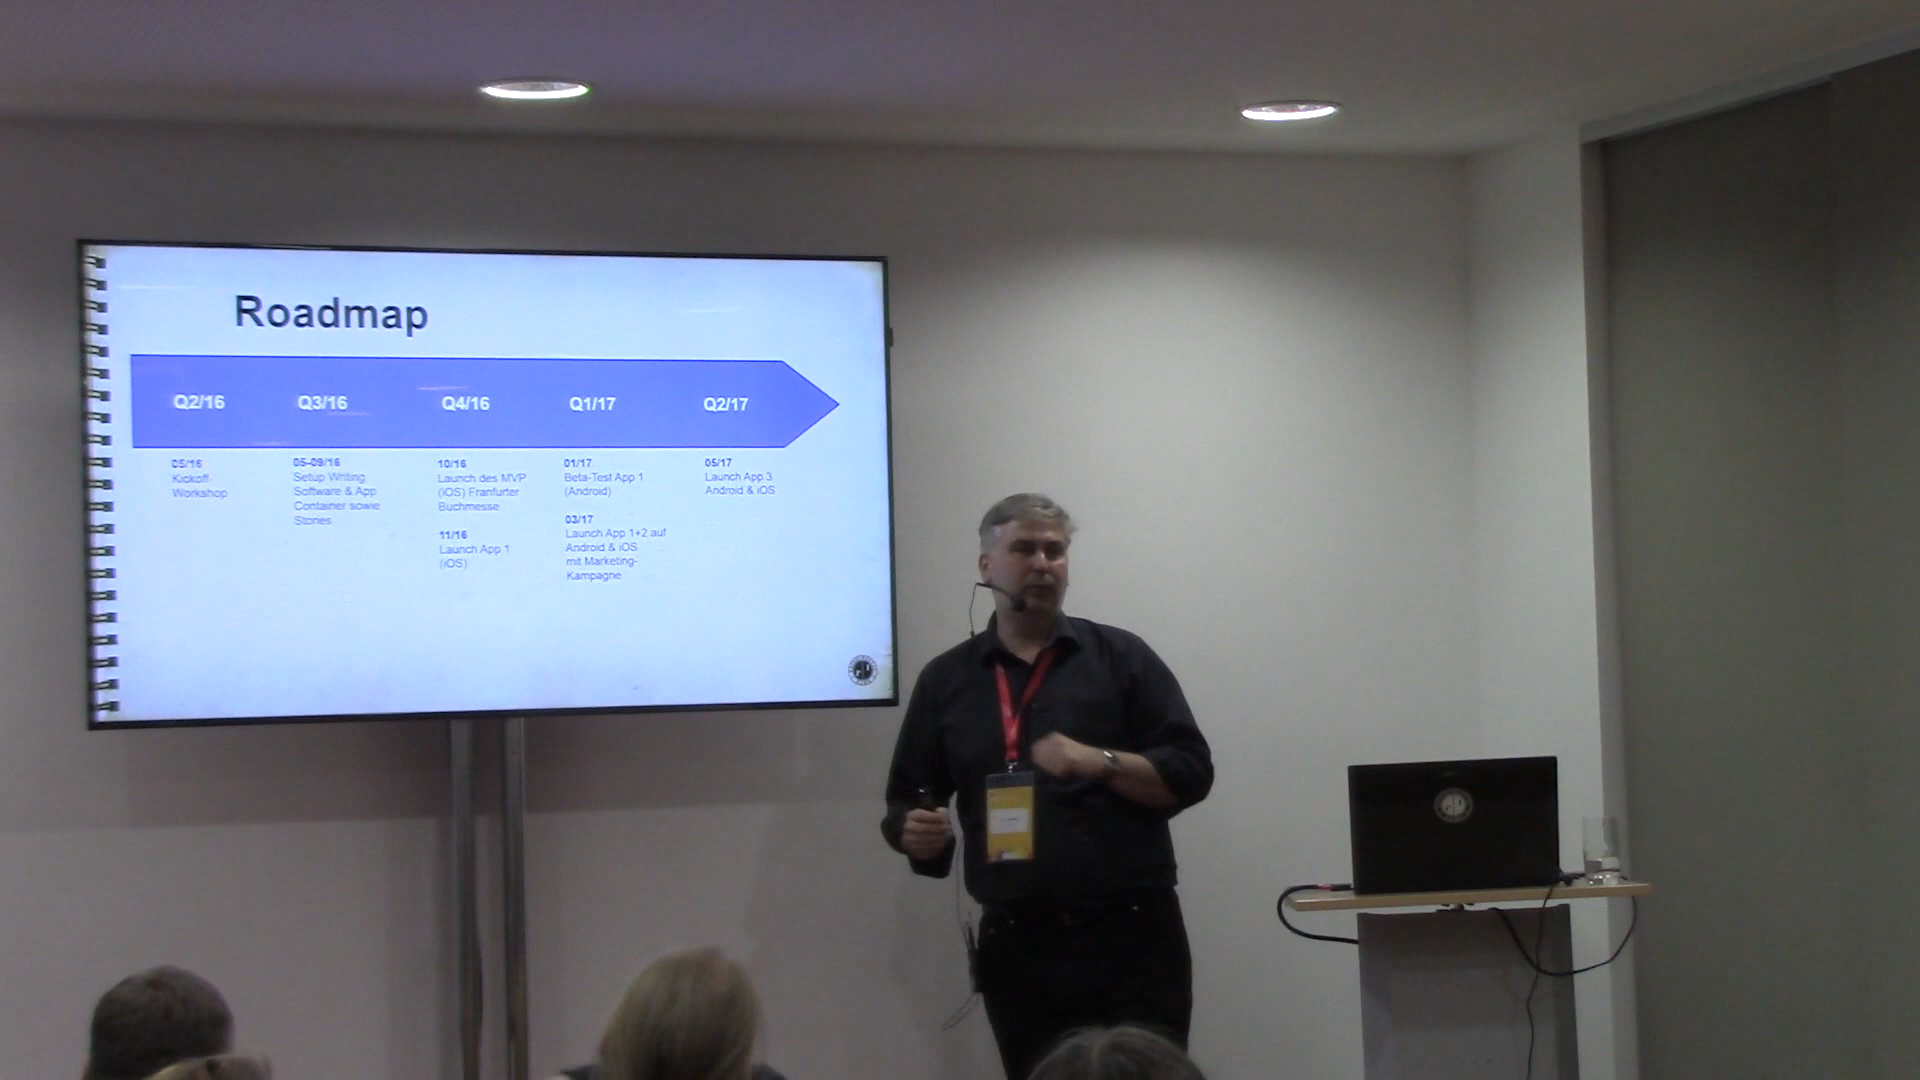 Roadmap
Q2/16 Q3/16 Q4/16 Q1/17 Q2/17
05/16
Kickoff-
Workshop
05–09/16
Setup Writing
Software & App
Container sowie
Stories
10/16
Launch des MVP
(iOS) Franfurter
Buchmesse
11/16
Launch App 1
(iOS)
01/17
Beta-Test App 1
(Android)
03/17
Launch App 1+2 auf
Android & iOS
mit Marketing-
Kampagne
05/17
Launch App 3
Android & iOS